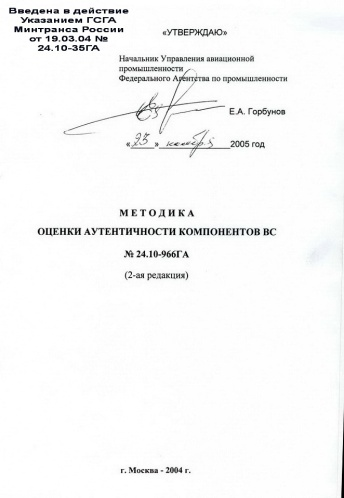 Введена в действие
Указанием ГСГА
Минтранса России
от 19.03.04 №
24.10-35ГА
«УТВЕРЖДАЮ»
Начальник Управления авиационной
промышленности
Федерального Агентства по промышленности
Е.А. Горбунов
«23» ноября 2005 год
М Е Т О Д И К А
ОЦЕНКИ АУТЕНТИЧНОСТИ КОМПОНЕНТОВ ВС
№ 24.10-966ГА
(2-ая редакция)
г. Москва - 2004 г.